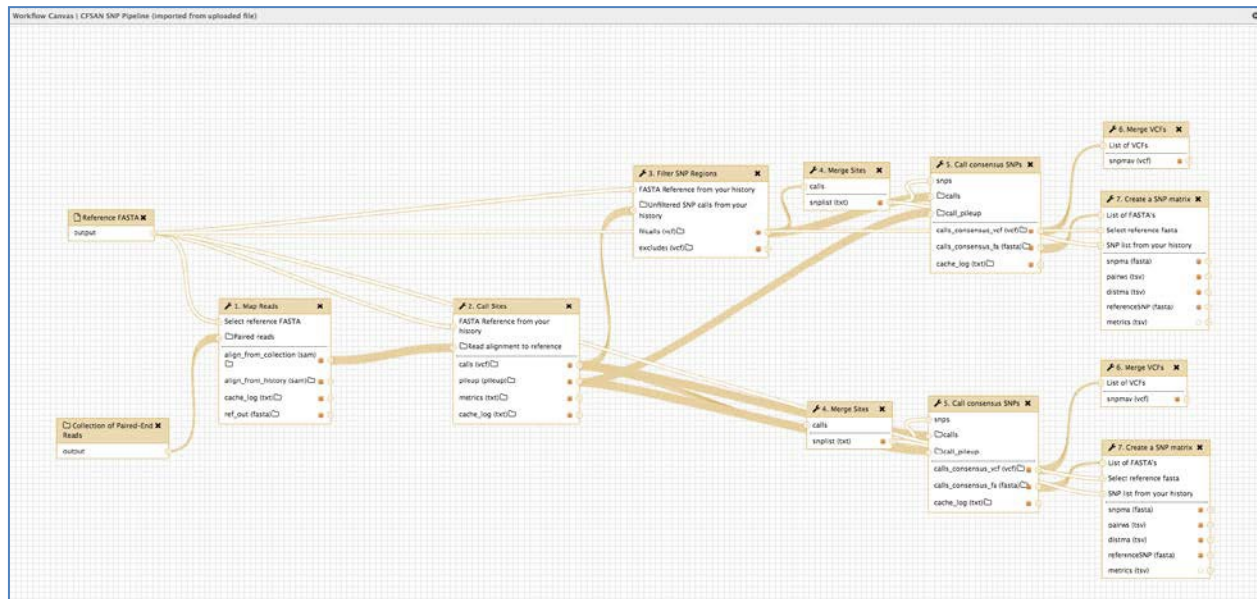 Workflow Canvas | CFSAN SNP Pipeline (imported from uploaded file)
Reference FASTA
output
Collection of Paired-End
Reads
output
1. Map Reads
Select reference FASTA
Paired reads
align_from_collection (sam)
align_from_history (sam)
cache_log (txt)
ref_out (fasta)
2. Call Sites
FASTA Reference from your
history
Read alignment to reference
calls (vcf)
pileup (pileup)
metrics (txt)
cache_log (txt)
3. Filter SNP Regions
FASTA Reference from your history
Unfiltered SNP calls from your
history
filcalls (vcf)
excludes (vcf)
4. Merge Sites
calls
snplist (txt)
5. Call consensus SNPs
snps
calls
call_pileup
calls_consensus_vcf (vcf)
calls_consensus_fa (fasta)
cache_log (txt)
6. Merge VCFs
List of VCFs
snpmav (vcf)
7. Create a SNP matrix
List of FASTA's
Select reference fasta
SNP list from your history
snpma (fasta)
pairws (tsv)
distma (tsv)
referenceSNP (fasta)
metrics (tsv)
4. Merge Sites
calls
snplist (txt)
5. Call consensus SNPs
snps
calls
call_pileup
calls_consensus_vcf (vcf)
calls_consensus_fa (fasta)
cache_log (txt)
6. Merge VCFs
List of VCFs
snpmav (vcf)
7. Create a SNP matrix
List of FASTA's
Select reference fasta
SNP list from your history
snpma (fasta)
pairws (tsv)
distma (tsv)
referenceSNP (fasta)
metrics (tsv)